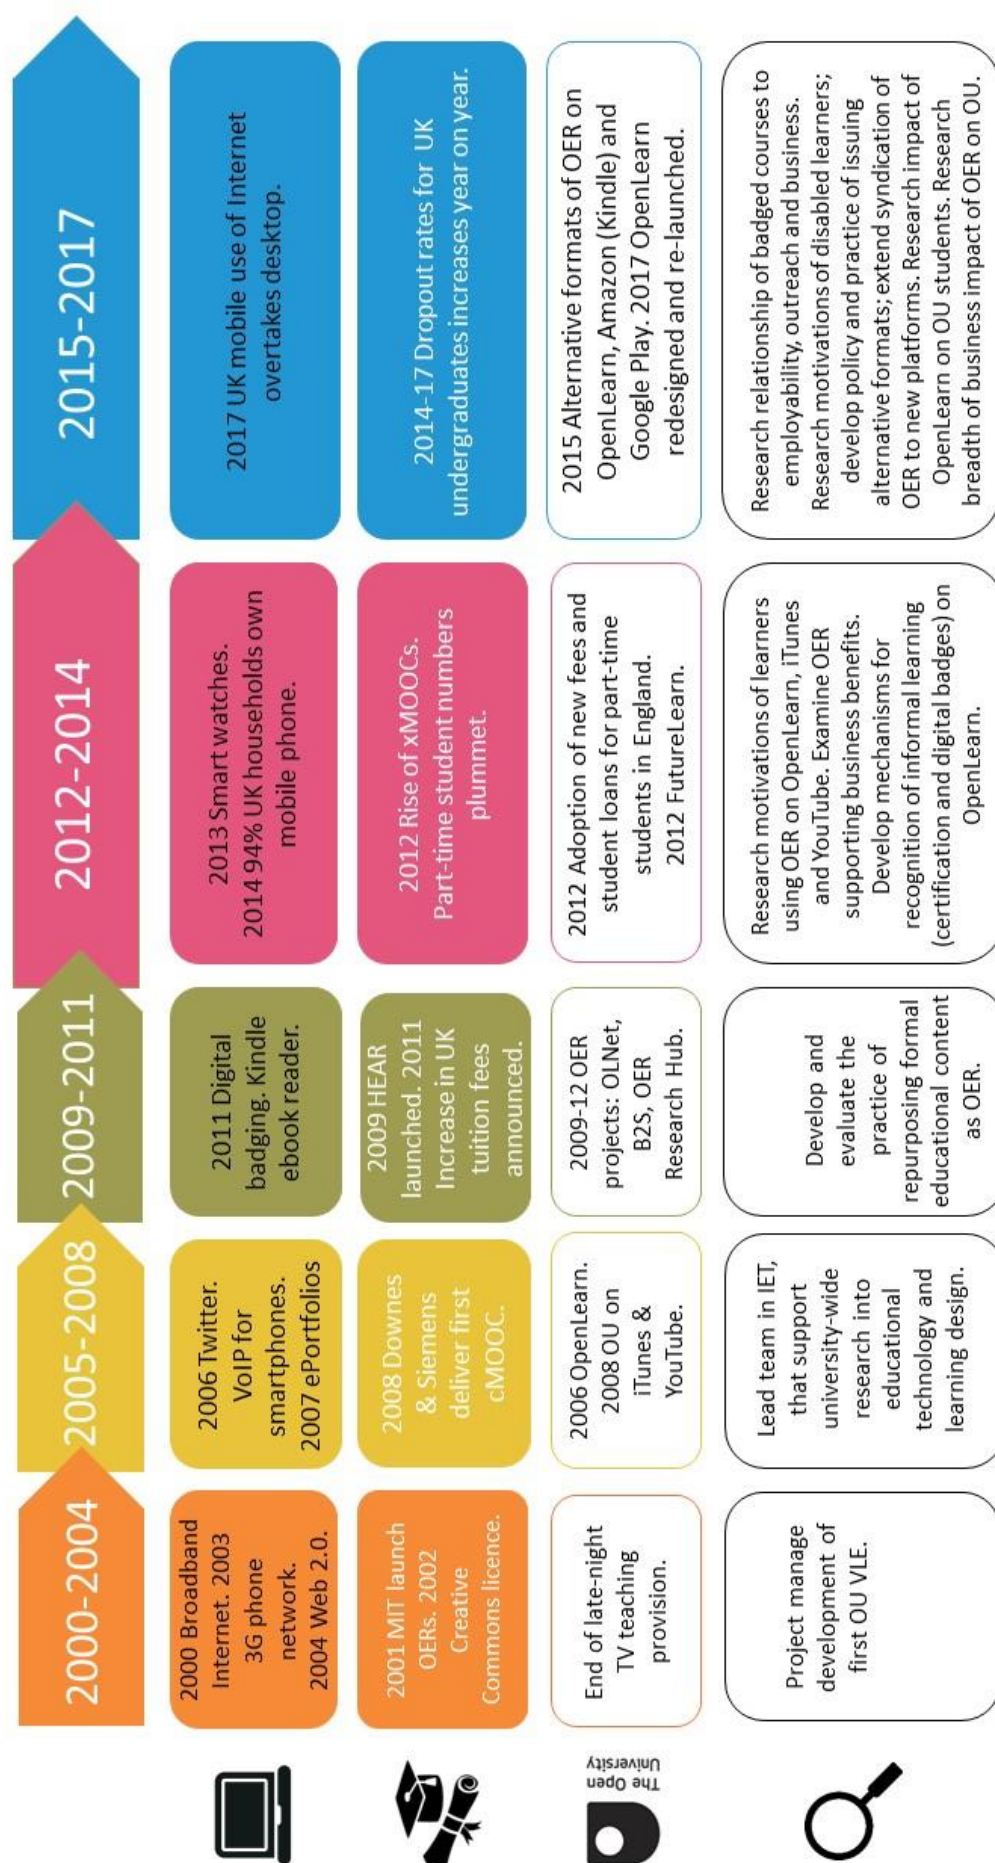 2000-2004
2005-2008
2009-2011
2012-2014
2015-2017
2000 Broadband
Internet. 2003
3G phone
network.
2004 Web 2.0.
2006 Twitter.
VoIP for
smartphones.
2007 ePortfolios
2011 Digital
badging. Kindle
ebook reader.
2013 Smart watches.
2014 94% UK households own
mobile phone.
2017 UK mobile use of Internet
overtakes desktop.
2001 MIT launch
OERs. 2002
Creative
Commons licence.
2008 Downes
& Siemens
deliver first
cMOOC.
2009 HEAR
launched. 2011
Increase in UK
tuition fees
announced.
2012 Rise of xMOOCs.
Part-time student numbers
plummet.
2014-17 Dropout rates for UK
undergraduates increases year on year.
The Open
University
End of late-night
TV teaching
provision.
2006 OpenLearn.
2008 OU on
iTunes &
YouTube.
2009-12 OER
projects: OLNet,
B2S, OER
Research Hub.
2012 Adoption of new fees and
student loans for part-time
students in England.
2012 FutureLearn.
2015 Alternative formats of OER on
OpenLearn, Amazon (Kindle) and
Google Play. 2017 OpenLearn
redesigned and re-launched.
Project manage
development of
first OU VLE.
Lead team in IET,
that support
university-wide
research into
educational
technology and
learning design.
Develop and
evaluate the
practice of
repurposing formal
educational content
as OER.
Research motivations of learners
using OER on OpenLearn, iTunes
and YouTube. Examine OER
supporting business benefits.
Develop mechanisms for
recognition of informal learning
(certification and digital badges) on
OpenLearn.
Research relationship of badged courses to
employability, outreach and business.
Research motivations of disabled learners;
develop policy and practice of issuing
alternative formats; extend syndication of
OER to new platforms. Research impact of
OpenLearn on OU students. Research
breadth of business impact of OER on OU.